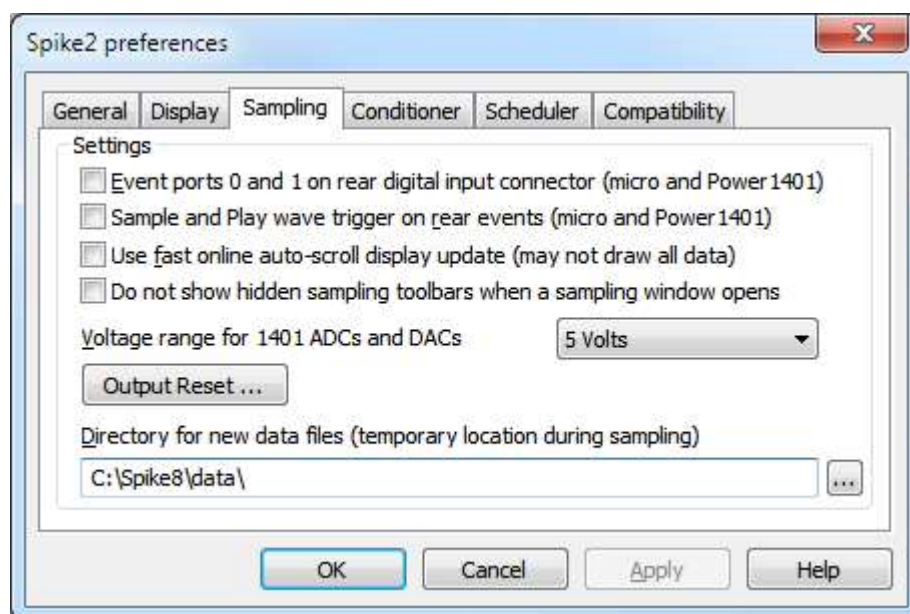 Spike2 preferences
General Display Sampling Conditioner Scheduler Compatibility
Settings
Event ports 0 and 1 on rear digital input connector (micro and Power1401)
Sample and Play wave trigger on rear events (micro and Power1401)
Use fast online auto-scroll display update (may not draw all data)
Do not show hidden sampling toolbars when a sampling window opens
Voltage range for 1401 ADCs and DACs 5 Volts
Output Reset ...
Directory for new data files (temporary location during sampling)
C:\Spike8\data\ ...
OK Cancel Apply Help